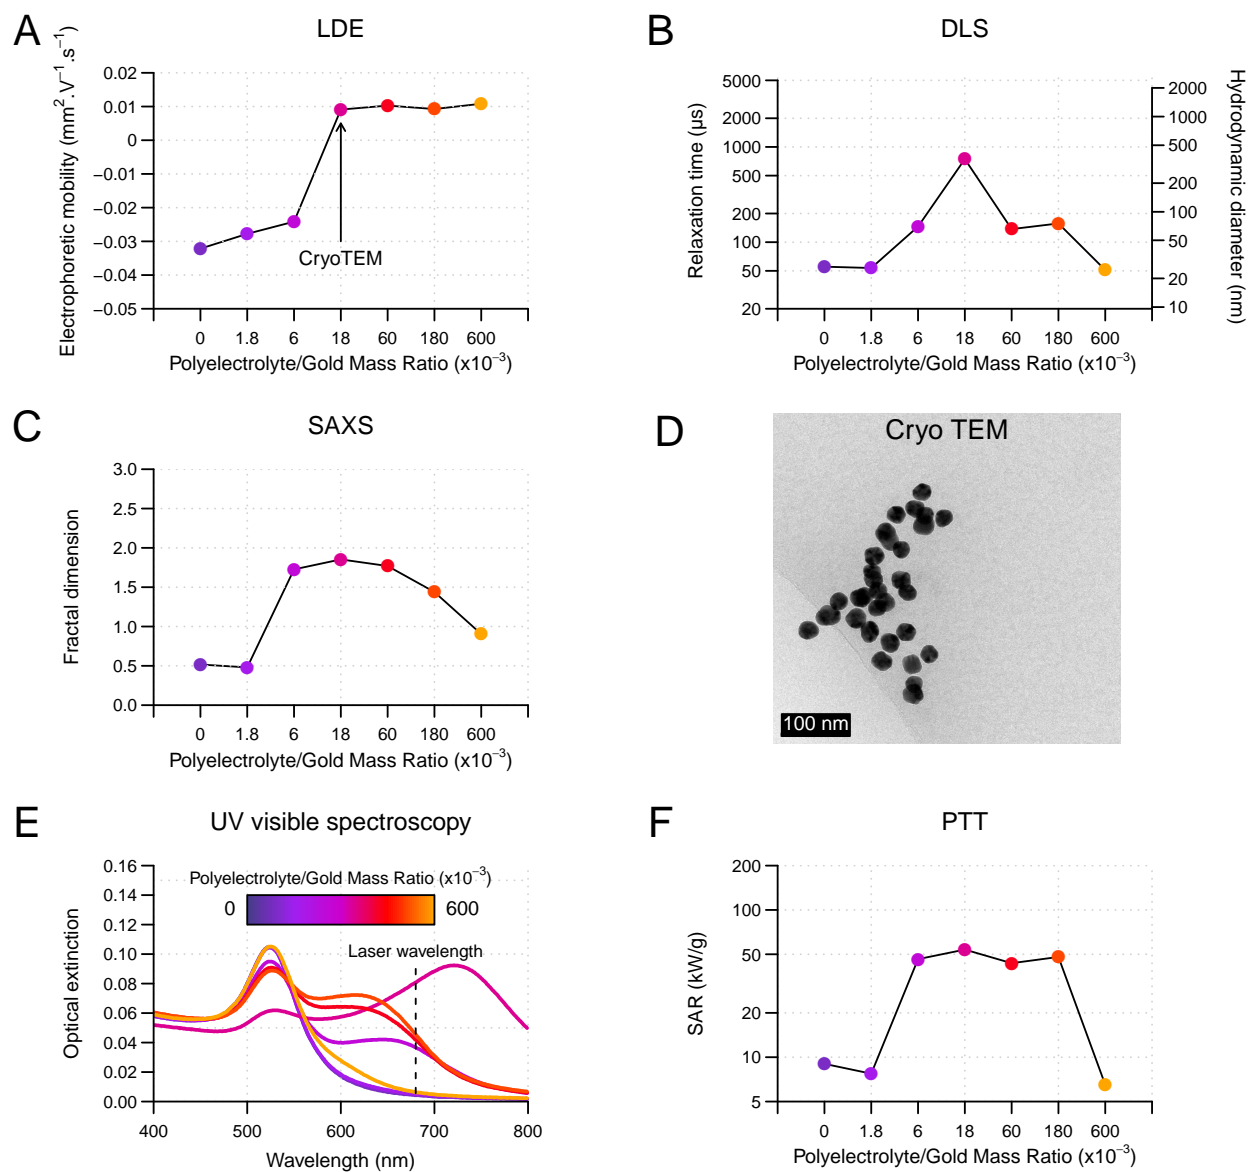 A
LDE
Electrophoretic mobility (mm².V⁻¹.s⁻¹)
0.02
0.01
0
−0.01
−0.02
−0.03
−0.04
−0.05
CryoTEM
0 1.8 6 18 60 180 600
Polyelectrolyte/Gold Mass Ratio (x10⁻³)
B
DLS
Relaxation time (µs)
5000
2000
1000
500
200
100
50
20
Hydrodynamic diameter (nm)
2000
1000
500
200
100
50
20
10
0 1.8 6 18 60 180 600
Polyelectrolyte/Gold Mass Ratio (x10⁻³)
C
SAXS
Fractal dimension
3.0
2.5
2.0
1.5
1.0
0.5
0.0
0 1.8 6 18 60 180 600
Polyelectrolyte/Gold Mass Ratio (x10⁻³)
D
Cryo TEM
100 nm
E
UV visible spectroscopy
Optical extinction
0.16
0.14
0.12
0.10
0.08
0.06
0.04
0.02
0.00
Polyelectrolyte/Gold Mass Ratio (x10⁻³)
0 600
Laser wavelength
400 500 600 700 800
Wavelength (nm)
F
PTT
SAR (kW/g)
200
100
50
20
10
5
0 1.8 6 18 60 180 600
Polyelectrolyte/Gold Mass Ratio (x10⁻³)